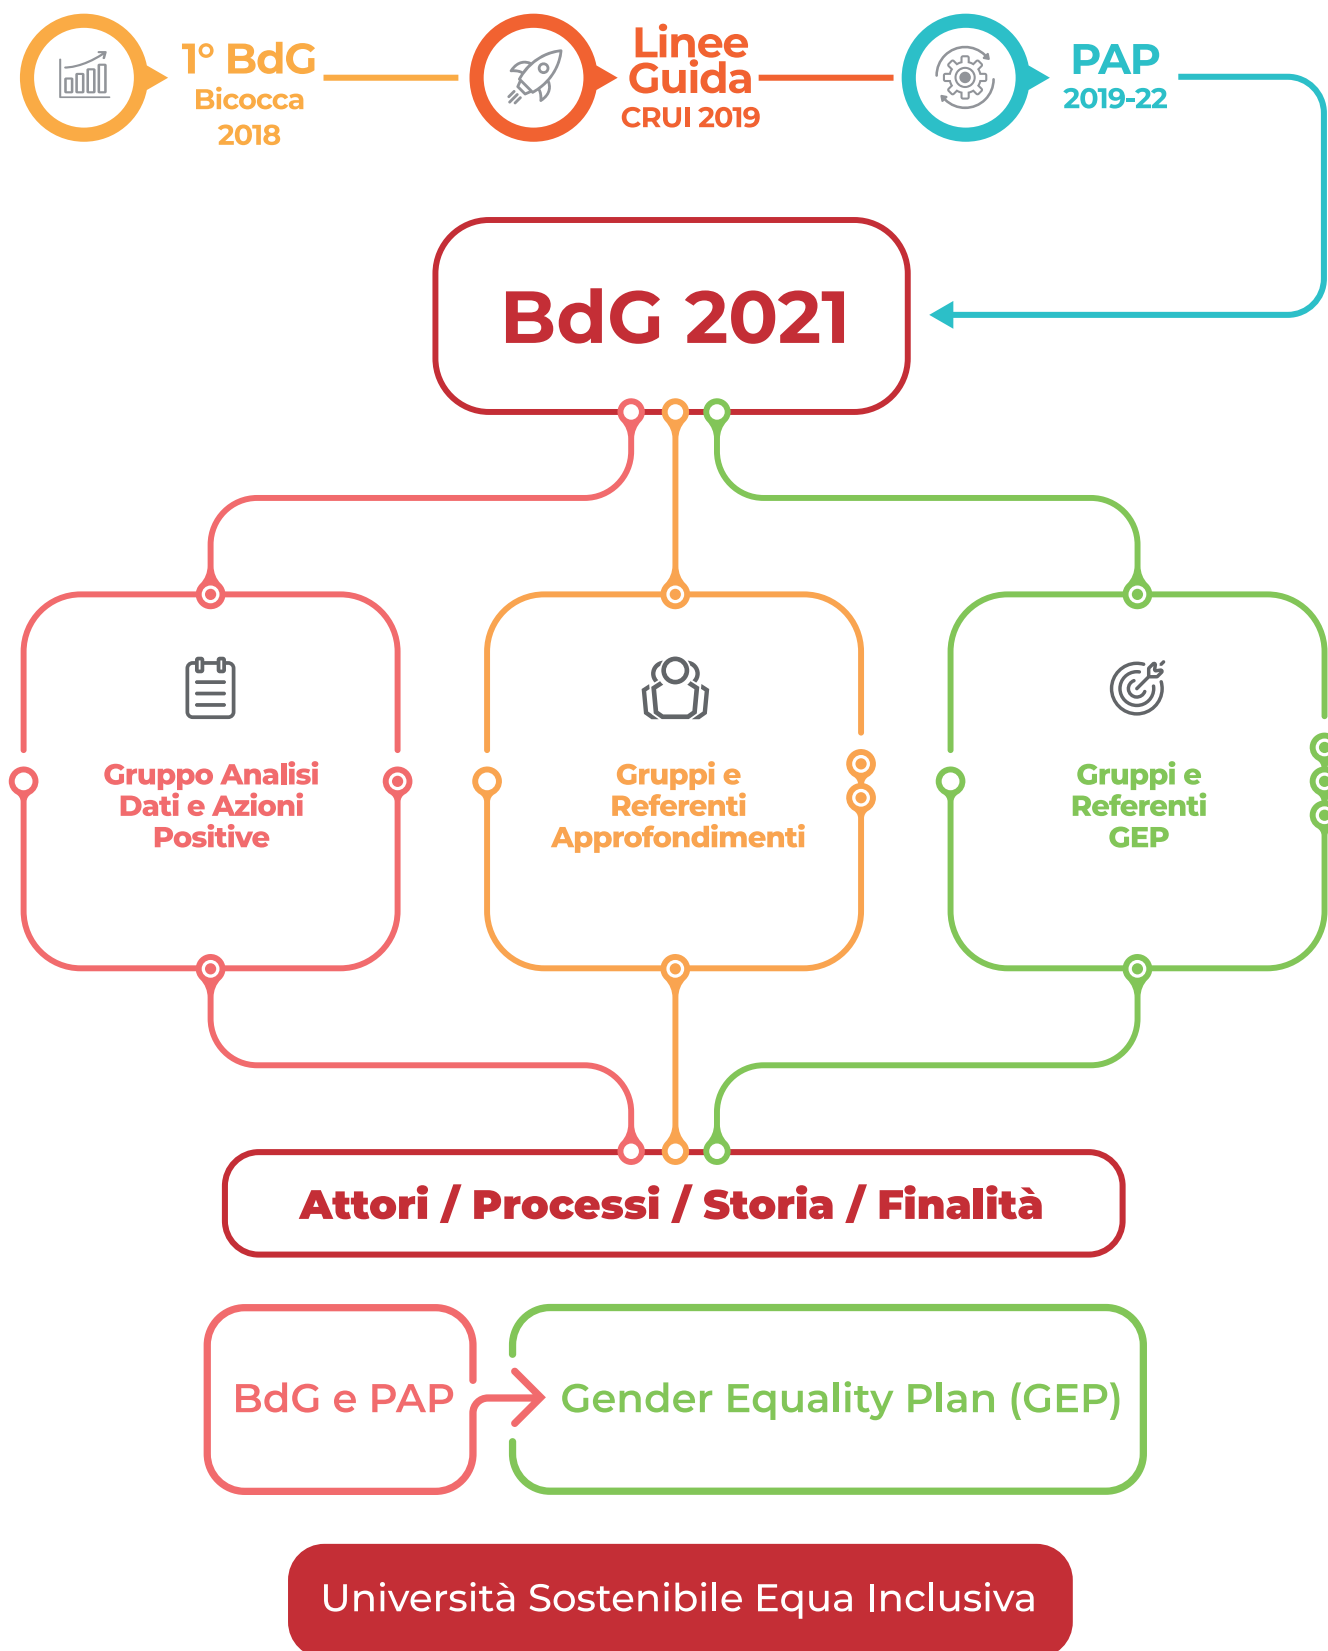 1° BdG
Bicocca
2018
Linee
Guida
CRUI 2019
PAP
2019-22
BdG 2021
Gruppo Analisi
Dati e Azioni
Positive
Gruppi e
Referenti
Approfondimenti
Gruppi e
Referenti
GEP
Attori / Processi / Storia / Finalità
BdG e PAP
Gender Equality Plan (GEP)
Università Sostenibile Equa Inclusiva